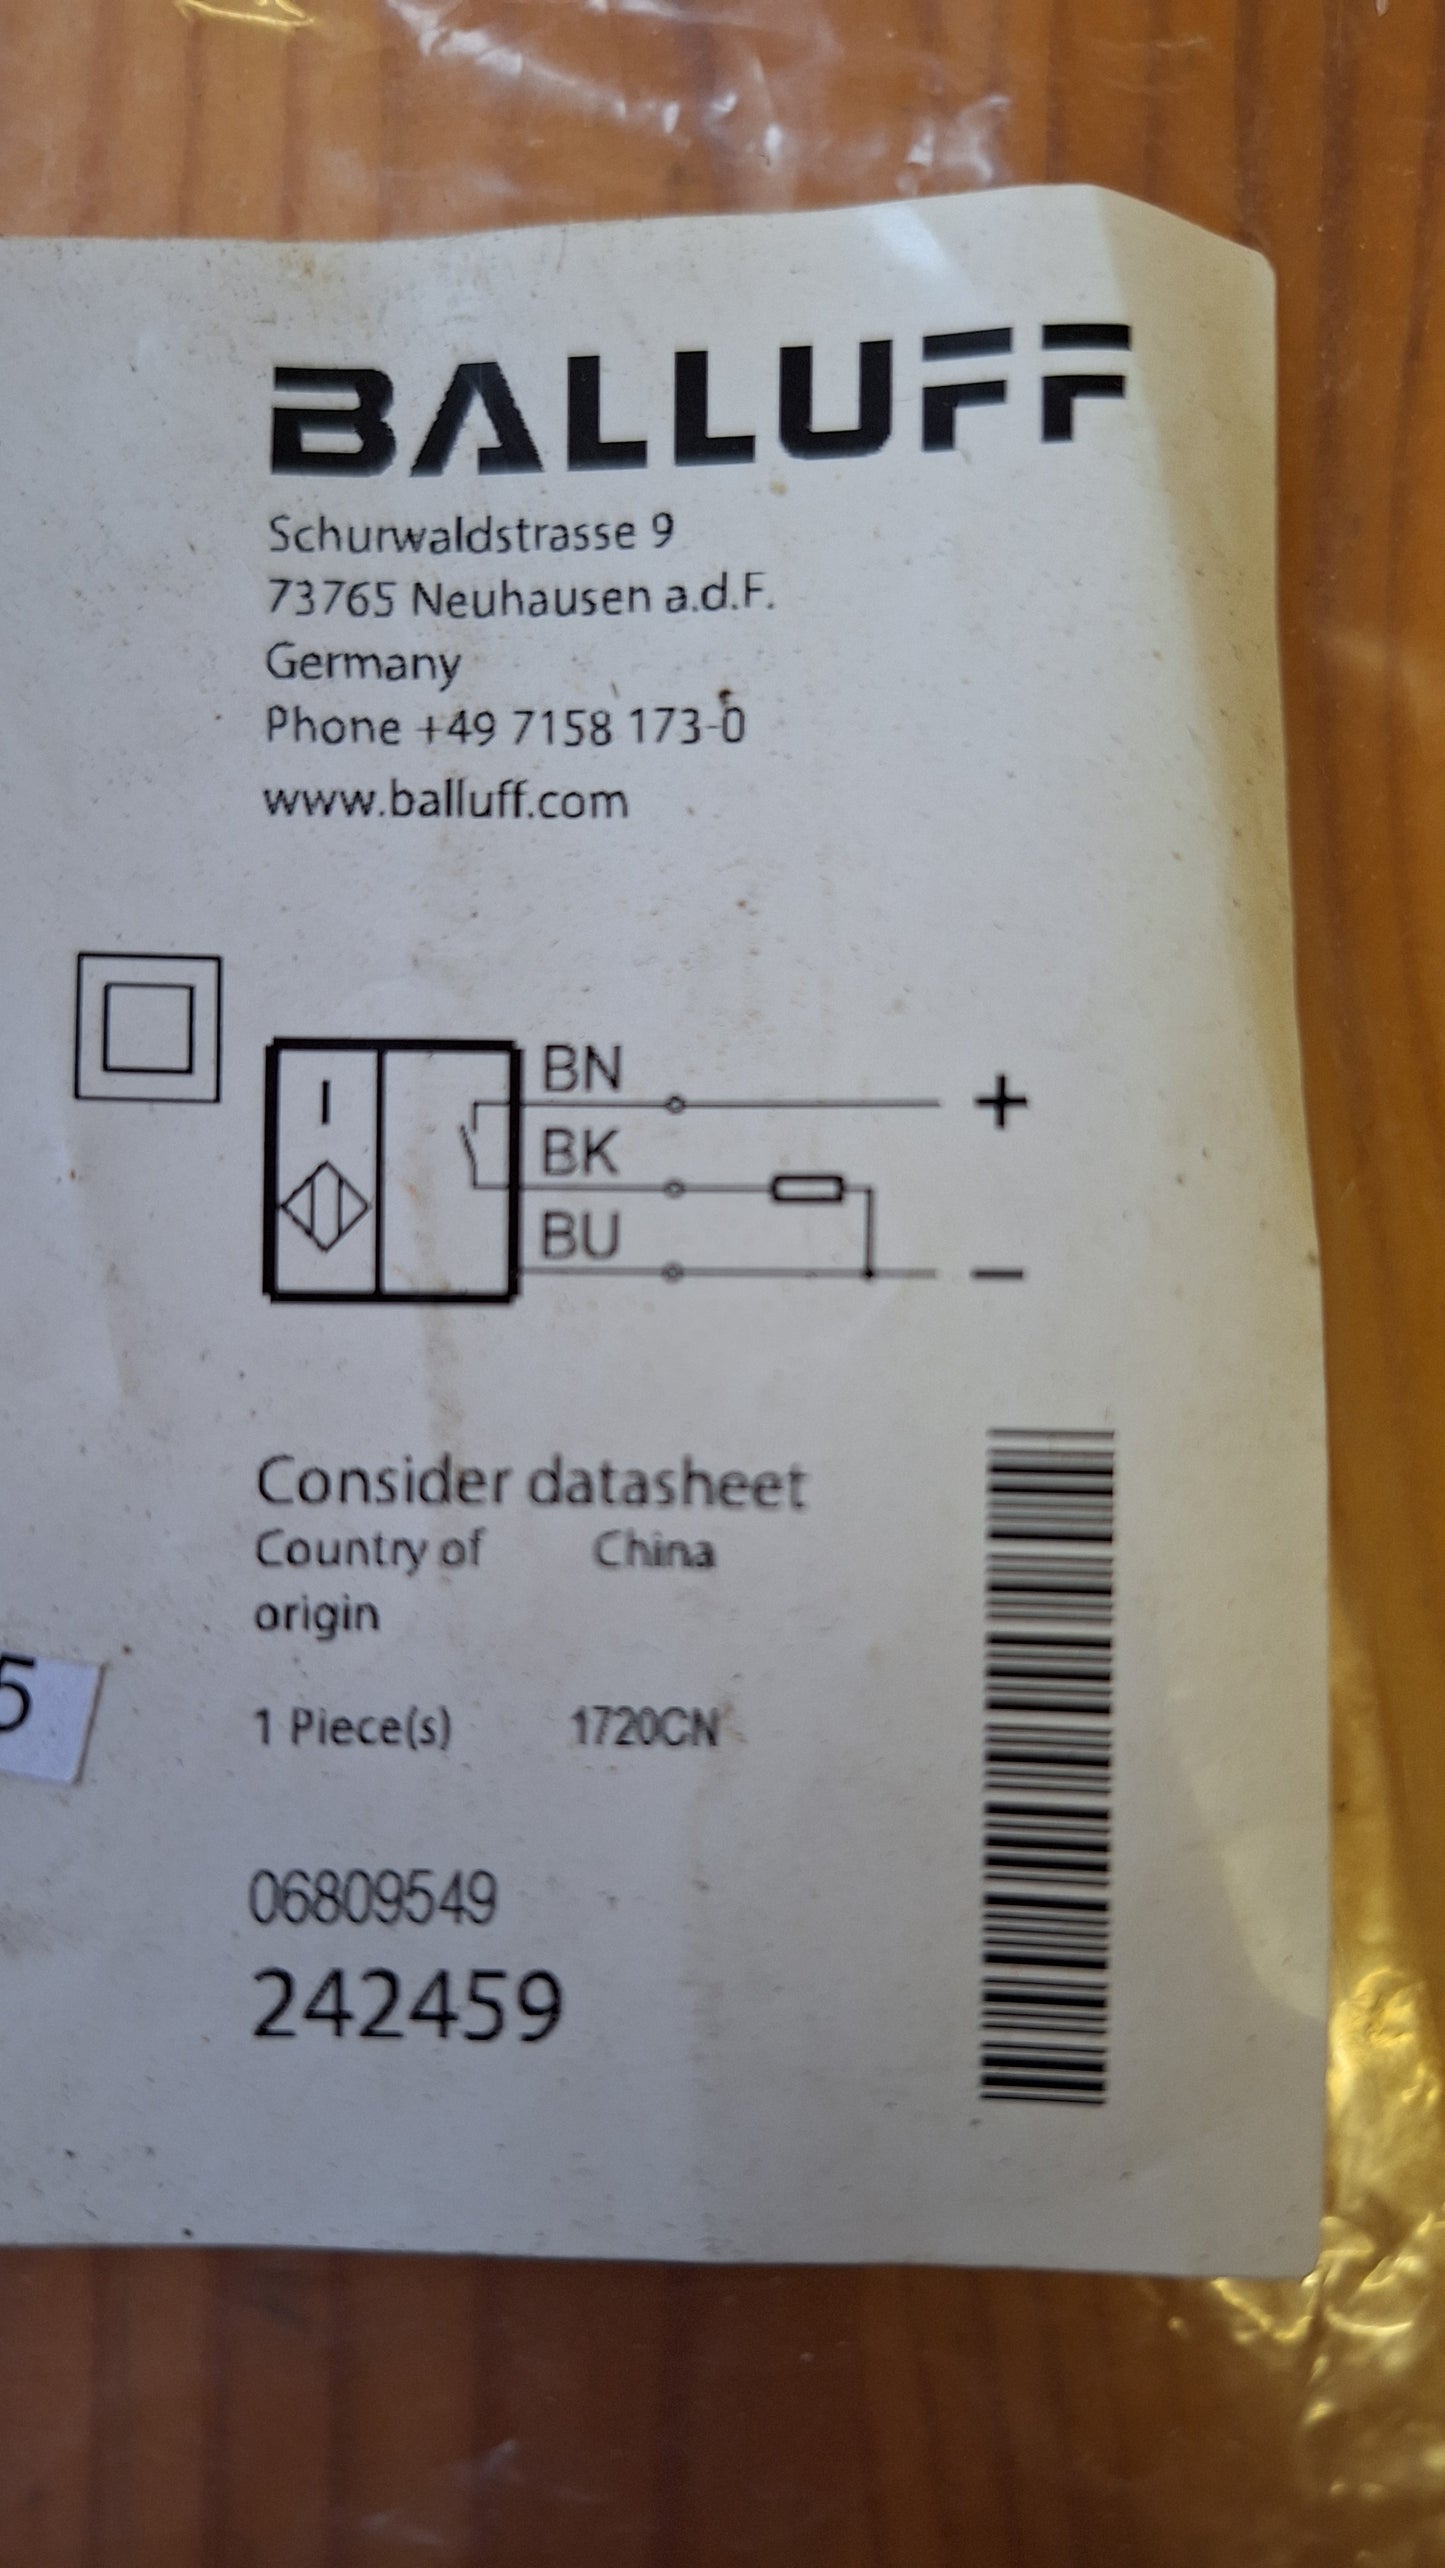 BALLUFF
Schurwaldstrasse 9
73765 Neuhausen a.d.F.
Germany
Phone +49 7158 173-0
www.balluff.com
BN
+
BK
BU
−
Consider datasheet
Country of China
origin
5
1 Piece(s) 1720CN
06809549
242459